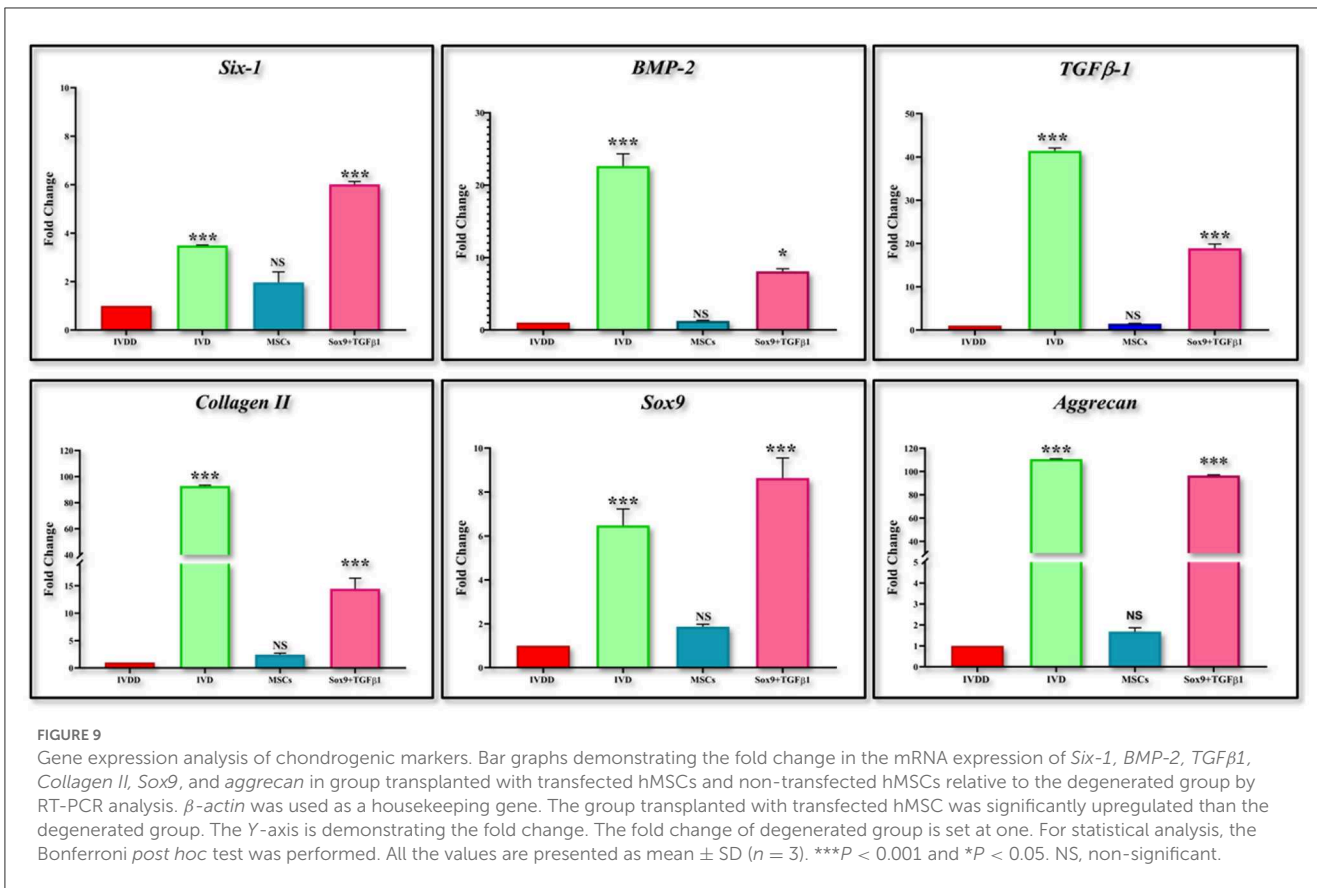 Six-1
Fold Change
10
8
6
4
2
0
***
NS
***
IVDD IVD MSCs Sox9+TGFβ1
BMP-2
Fold Change
30
20
10
0
***
NS
*
IVDD IVD MSCs Sox9+TGFβ1
TGFβ-1
Fold Change
50
40
30
20
10
0
***
NS
***
IVDD IVD MSCs Sox9+TGFβ1
Collagen II
Fold Change
120
100
80
60
40
15
10
5
0
***
NS
***
IVDD IVD MSCs Sox9+TGFβ1
Sox9
Fold Change
10
8
6
4
2
0
***
NS
***
IVDD IVD MSCs Sox9+TGFβ1
Aggrecan
Fold Change
120
100
80
60
40
5
4
3
2
1
0
***
NS
***
IVDD IVD MSCs Sox9+TGFβ1
FIGURE 9
Gene expression analysis of chondrogenic markers. Bar graphs demonstrating the fold change in the mRNA expression of Six-1, BMP-2, TGFβ1,
Collagen II, Sox9, and aggrecan in group transplanted with transfected hMSCs and non-transfected hMSCs relative to the degenerated group by
RT-PCR analysis. β-actin was used as a housekeeping gene. The group transplanted with transfected hMSC was significantly upregulated than the
degenerated group. The Y-axis is demonstrating the fold change. The fold change of degenerated group is set at one. For statistical analysis, the
Bonferroni post hoc test was performed. All the values are presented as mean ± SD (n = 3). ***P < 0.001 and *P < 0.05. NS, non-significant.